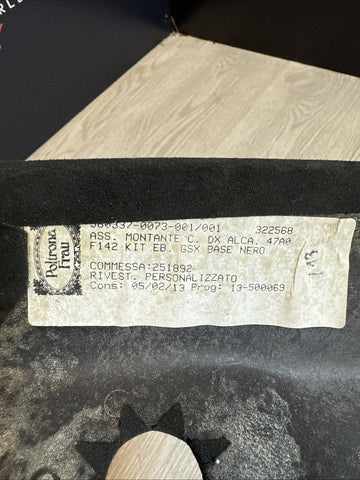 Poltrona
Frau
580337-0073-001/001 322568
ASS. MONTANTE C. DX ALCA. 47A0
F142 KIT EB. GSX BASE NERO
COMMESSA:251892-
RIVEST. PERSONALIZZATO
Cons: 05/02/13 Prog: 13-500069